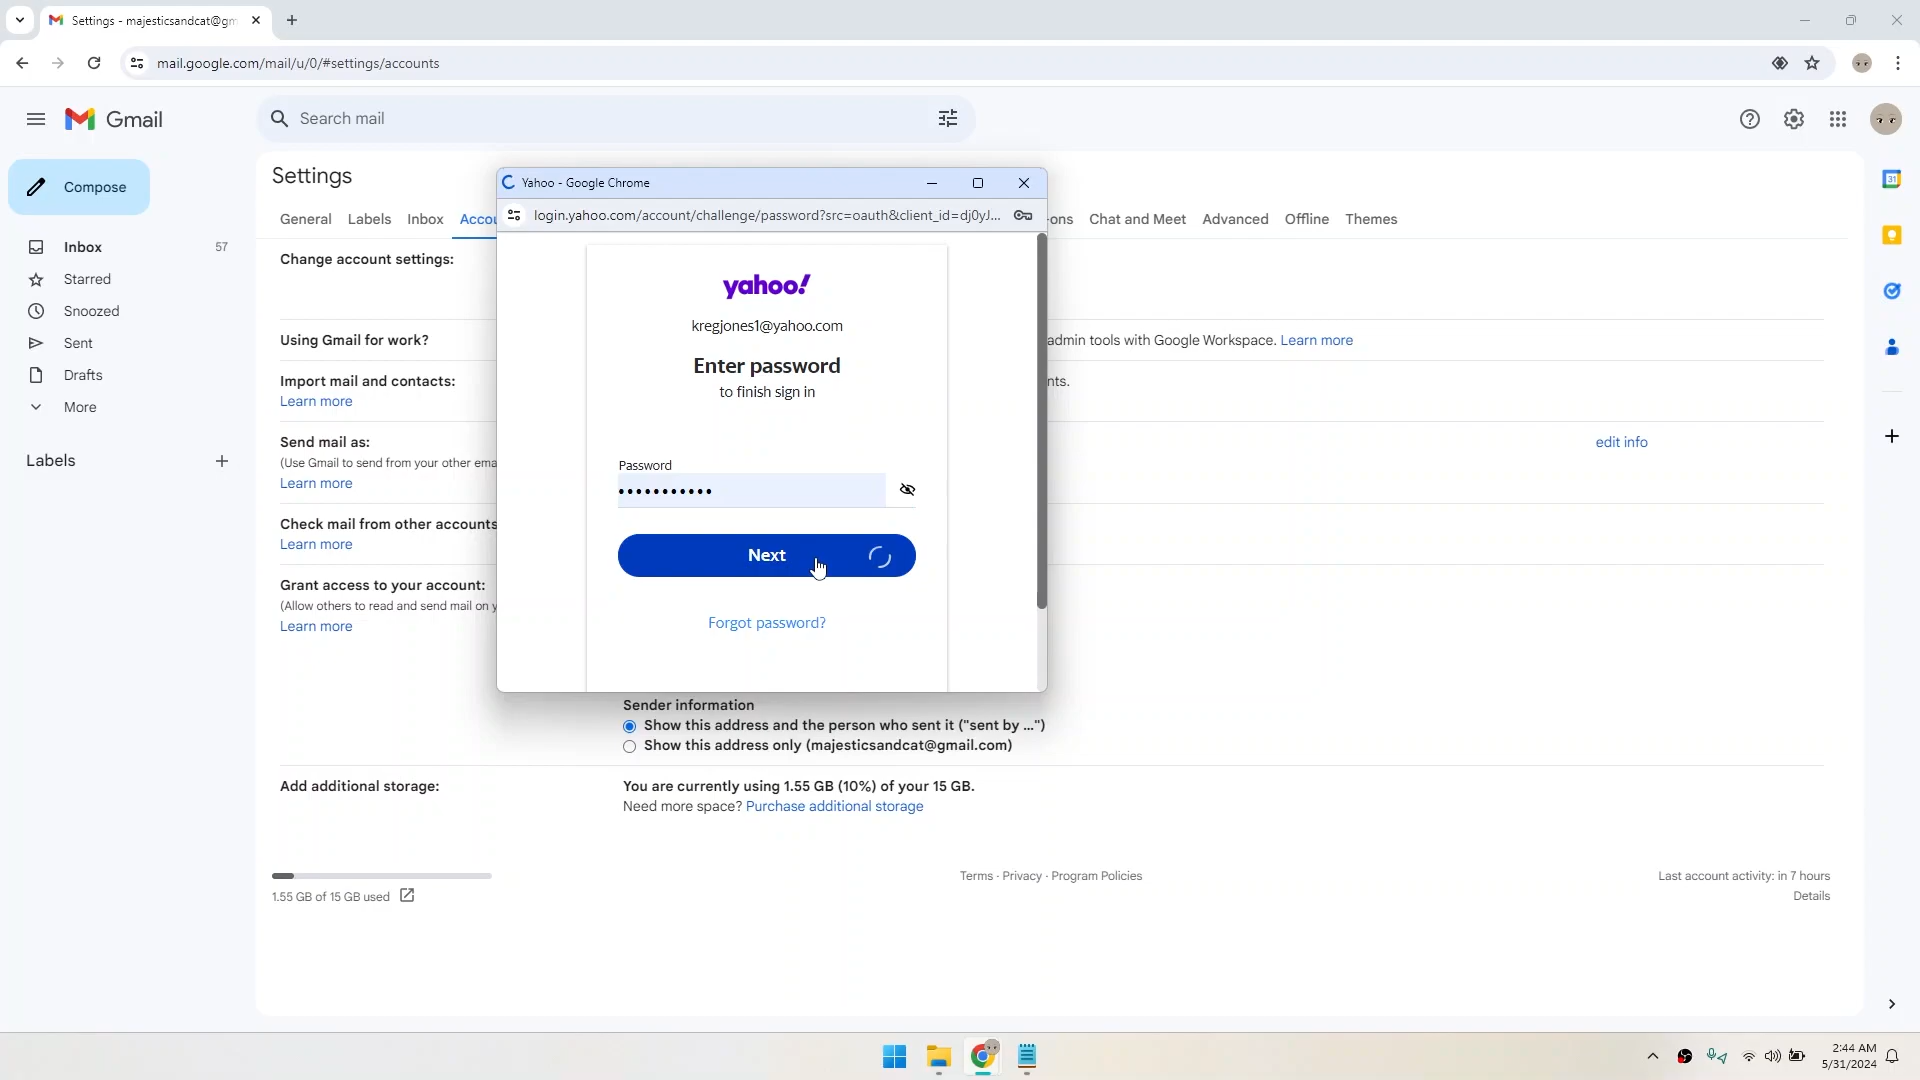 Settings - majesticsandcat@gm
mail.google.com/mail/u/0/#settings/accounts
Gmail
Search mail
Compose
Inbox 57
Starred
Snoozed
Sent
Drafts
More
Labels
Settings
General Labels Inbox Accou
ons Chat and Meet Advanced Offline Themes
Change account settings:
Using Gmail for work?
admin tools with Google Workspace. Learn more
Import mail and contacts:
nts.
Learn more
Send mail as:
edit info
(Use Gmail to send from your other ema
Learn more
Check mail from other accounts
Learn more
Grant access to your account:
(Allow others to read and send mail on y
Learn more
Yahoo - Google Chrome
login.yahoo.com/account/challenge/password?src=oauth&client_id=dj0yJ...
yahoo!
kregjones1@yahoo.com
Enter password
to finish sign in
Password
•••••••••••
Next
Forgot password?
Sender information
Show this address and the person who sent it ("sent by ...")
Show this address only (majesticsandcat@gmail.com)
Add additional storage:
You are currently using 1.55 GB (10%) of your 15 GB.
Need more space? Purchase additional storage
1.55 GB of 15 GB used
Terms · Privacy · Program Policies
Last account activity: in 7 hours
Details
31
2:44 AM
5/31/2024